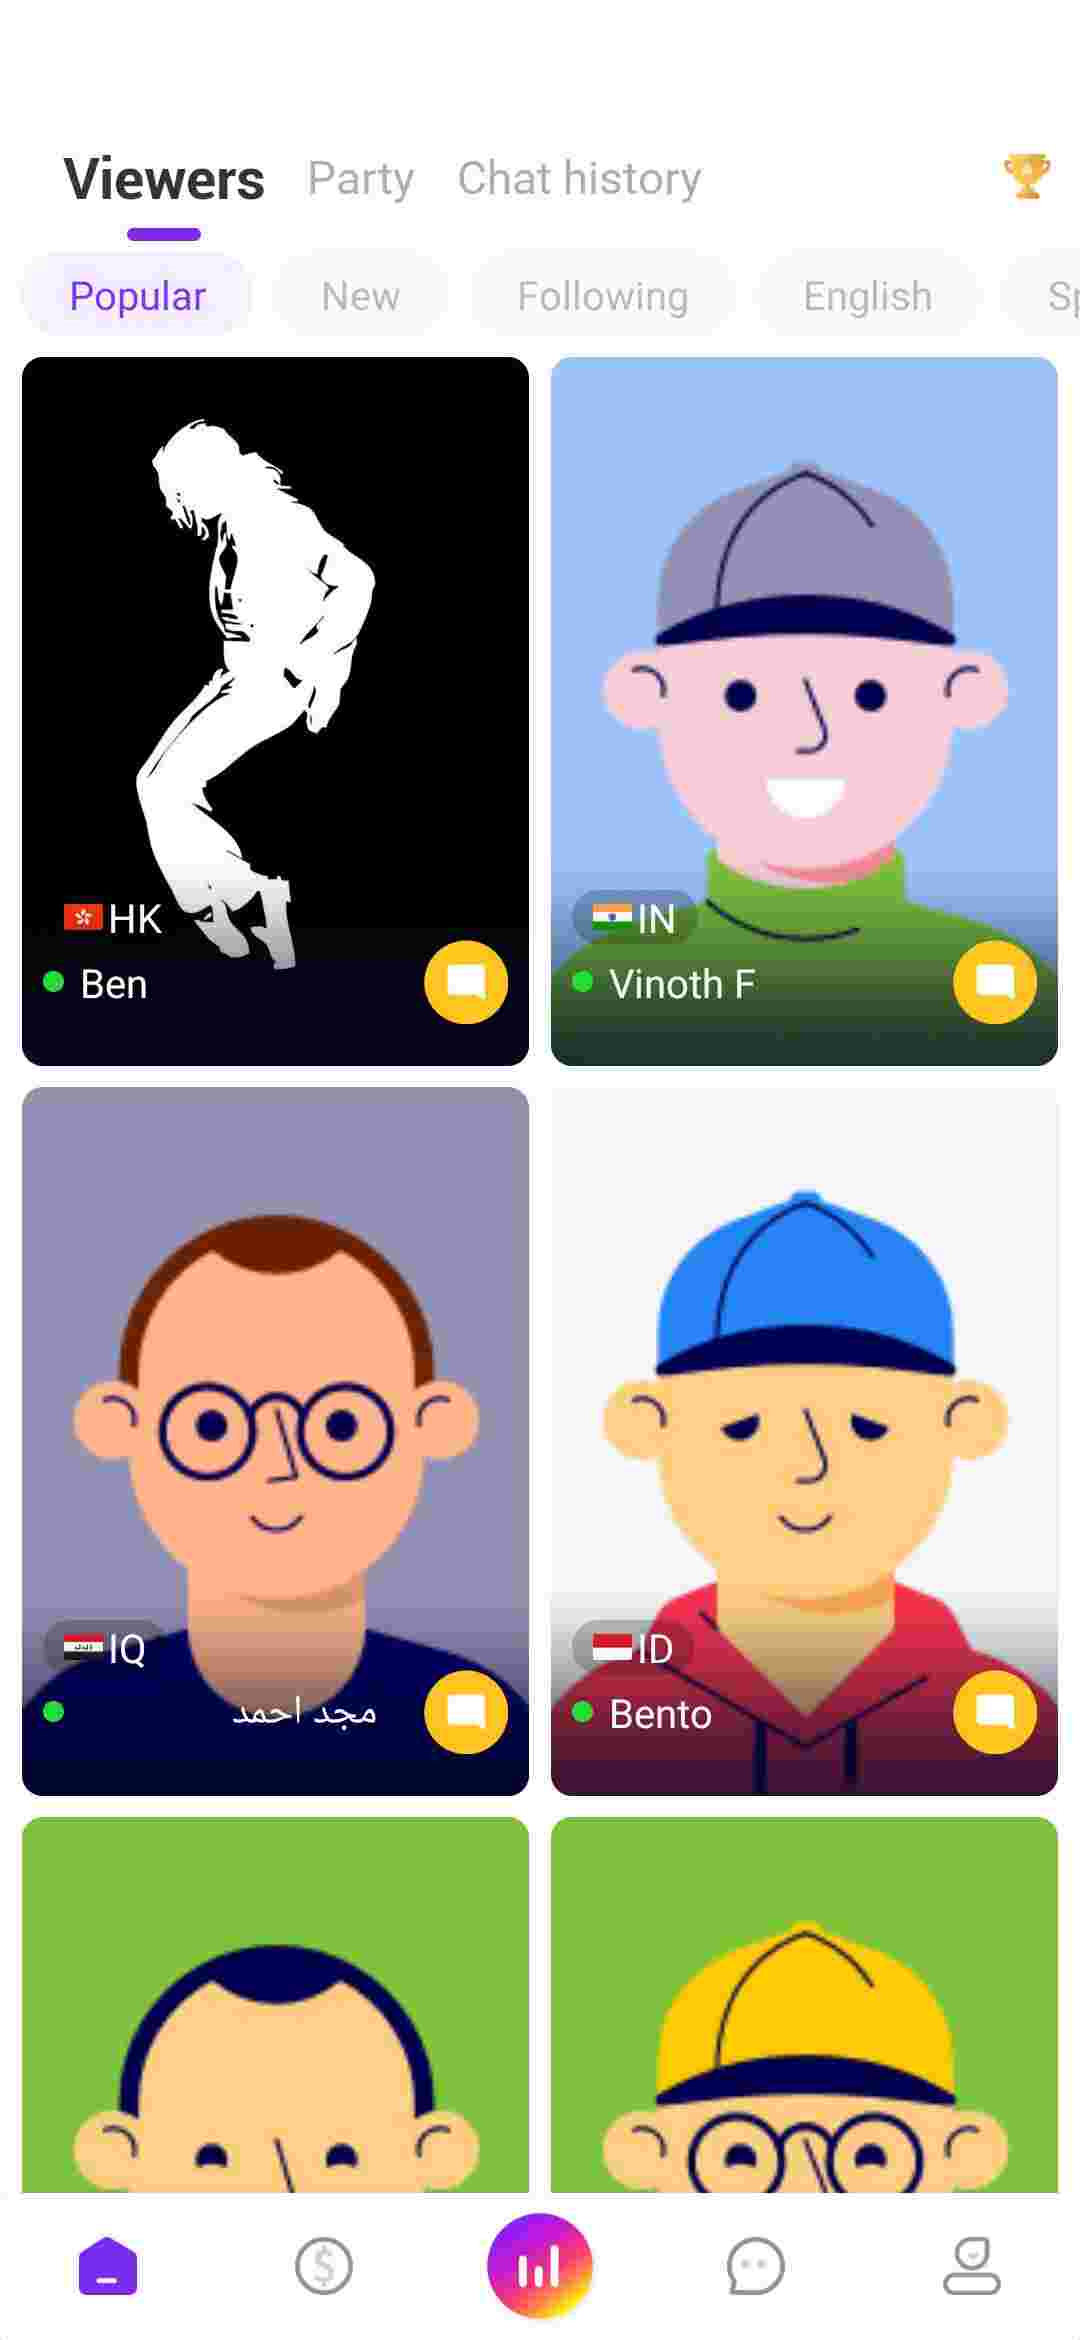 Viewers Party Chat history
Popular New Following English Sp
HK
Ben
IN
Vinoth F
IQ
مجد احمد
ID
Bento